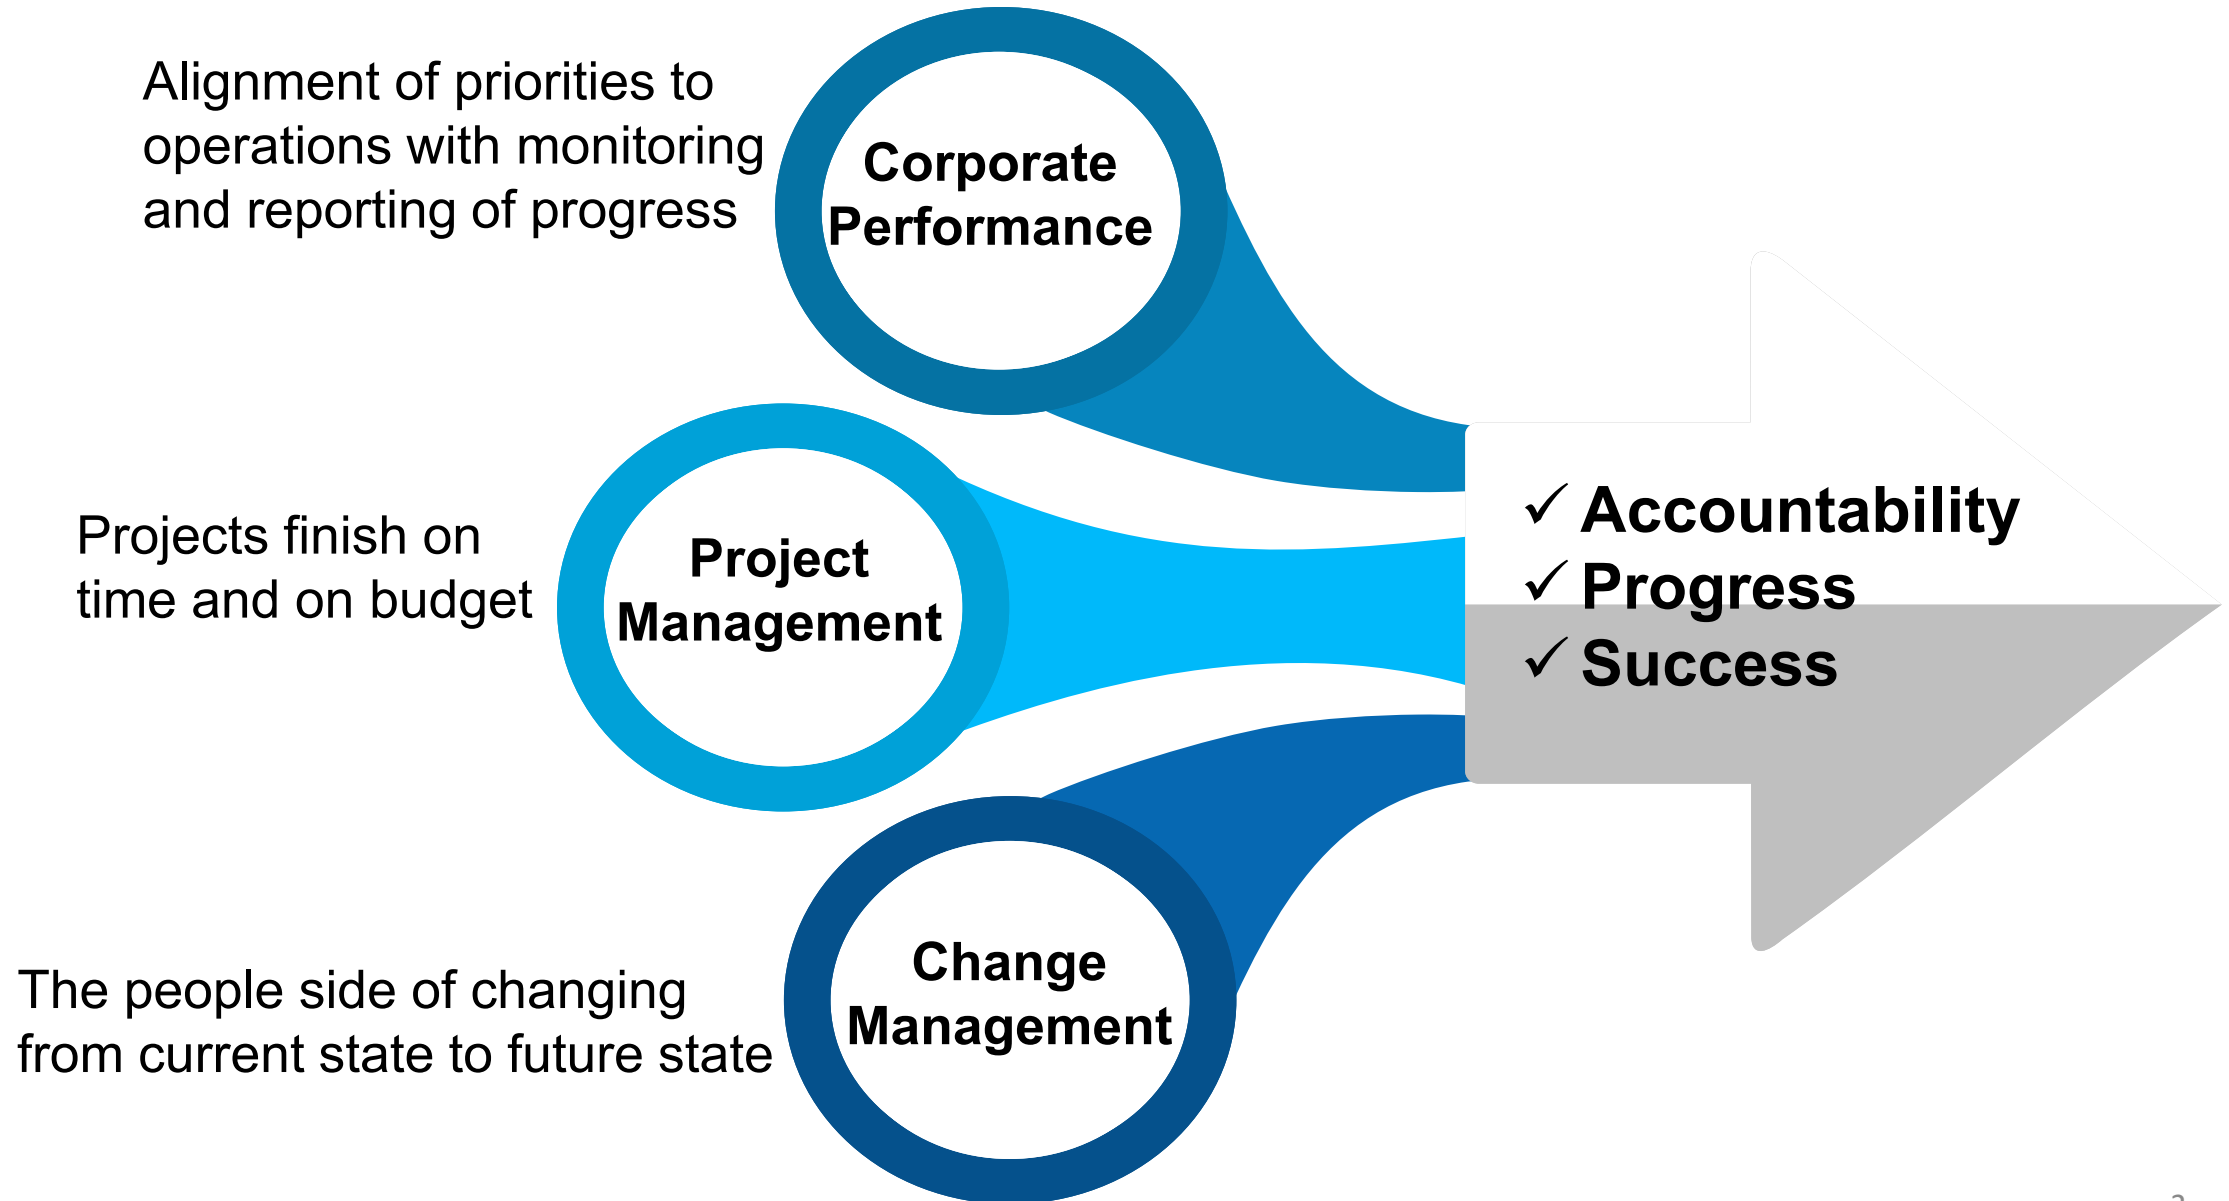 Alignment of priorities to
operations with monitoring
and reporting of progress
Corporate
Performance
Projects finish on
time and on budget
Project
Management
The people side of changing
from current state to future state
Change
Management
✓ Accountability
✓ Progress
✓ Success